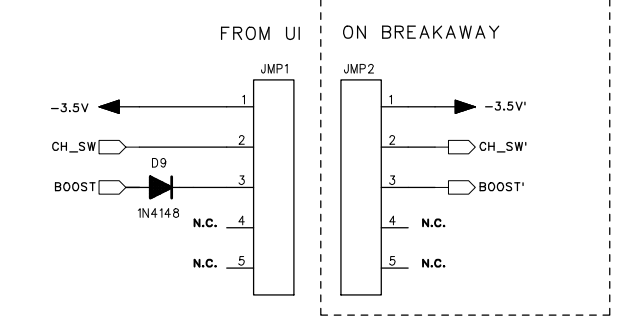 FROM UI ON BREAKAWAY
JMP1 JMP2
-3.5V 1 1 -3.5V'
CH_SW 2 2 CH_SW'
D9
BOOST 3 3 BOOST'
1N4148
N.C. 4 4 N.C.
N.C. 5 5 N.C.